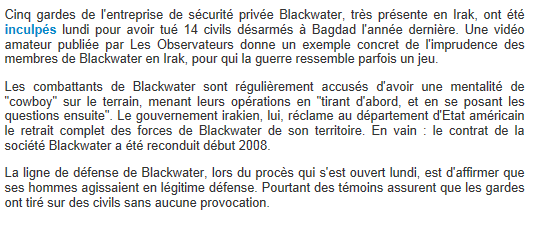 Cinq gardes de l'entreprise de sécurité privée Blackwater, très présente en Irak, ont été
inculpés lundi pour avoir tué 14 civils désarmés à Bagdad l'année dernière. Une vidéo
amateur publiée par Les Observateurs donne un exemple concret de l'imprudence des
membres de Blackwater en Irak, pour qui la guerre ressemble parfois un jeu.
Les combattants de Blackwater sont régulièrement accusés d'avoir une mentalité de
"cowboy" sur le terrain, menant leurs opérations en "tirant d'abord, et en se posant les
questions ensuite". Le gouvernement irakien, lui, réclame au département d'Etat américain
le retrait complet des forces de Blackwater de son territoire. En vain : le contrat de la
société Blackwater a été reconduit début 2008.
La ligne de défense de Blackwater, lors du procès qui s'est ouvert lundi, est d'affirmer que
ses hommes agissaient en légitime défense. Pourtant des témoins assurent que les gardes
ont tiré sur des civils sans aucune provocation.